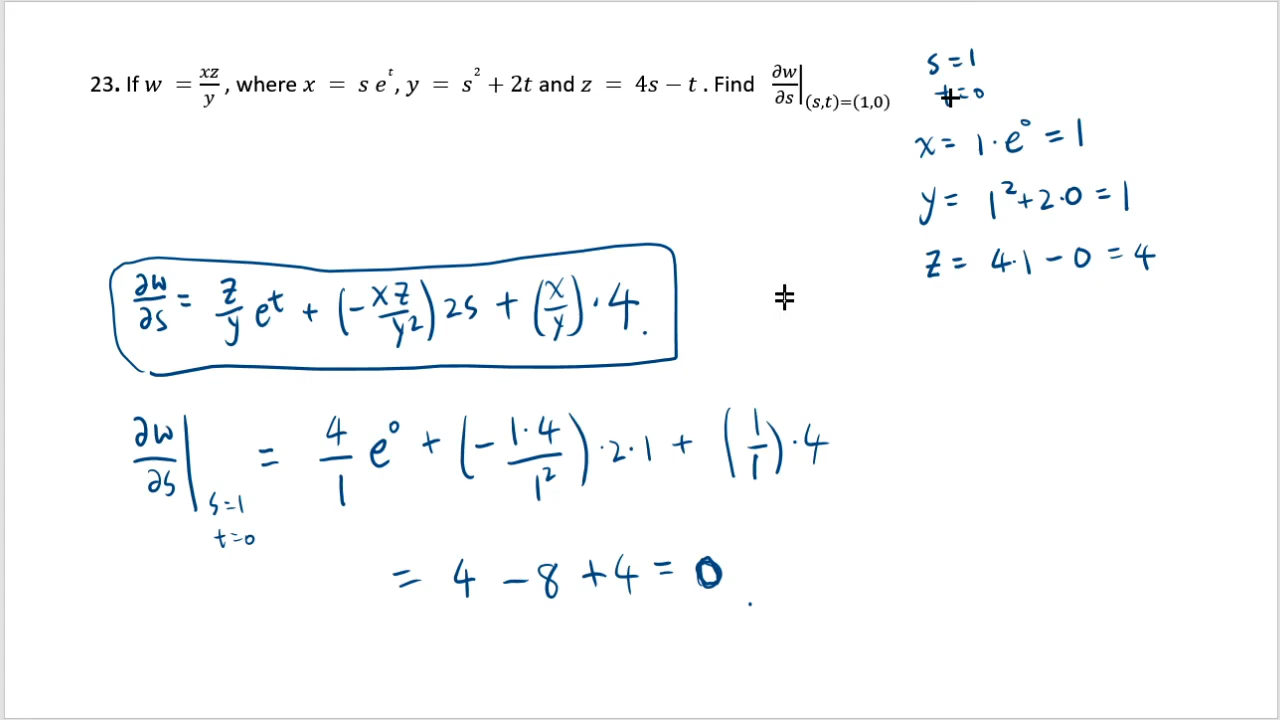 23. If w = xz/y, where x = s e^t, y = s^2 + 2t and z = 4s − t. Find ∂w/∂s|(s,t)=(1,0)
s = 1
t = 0
x = 1·e^0 = 1
y = 1^2 + 2·0 = 1
z = 4·1 − 0 = 4
∂w/∂s = z/y e^t + (−xz/y^2) 2s + (x/y)·4.
∂w/∂s| s=1 t=0 = 4/1 e^0 + (−1·4/1^2)·2·1 + (1/1)·4
= 4 − 8 + 4 = 0.